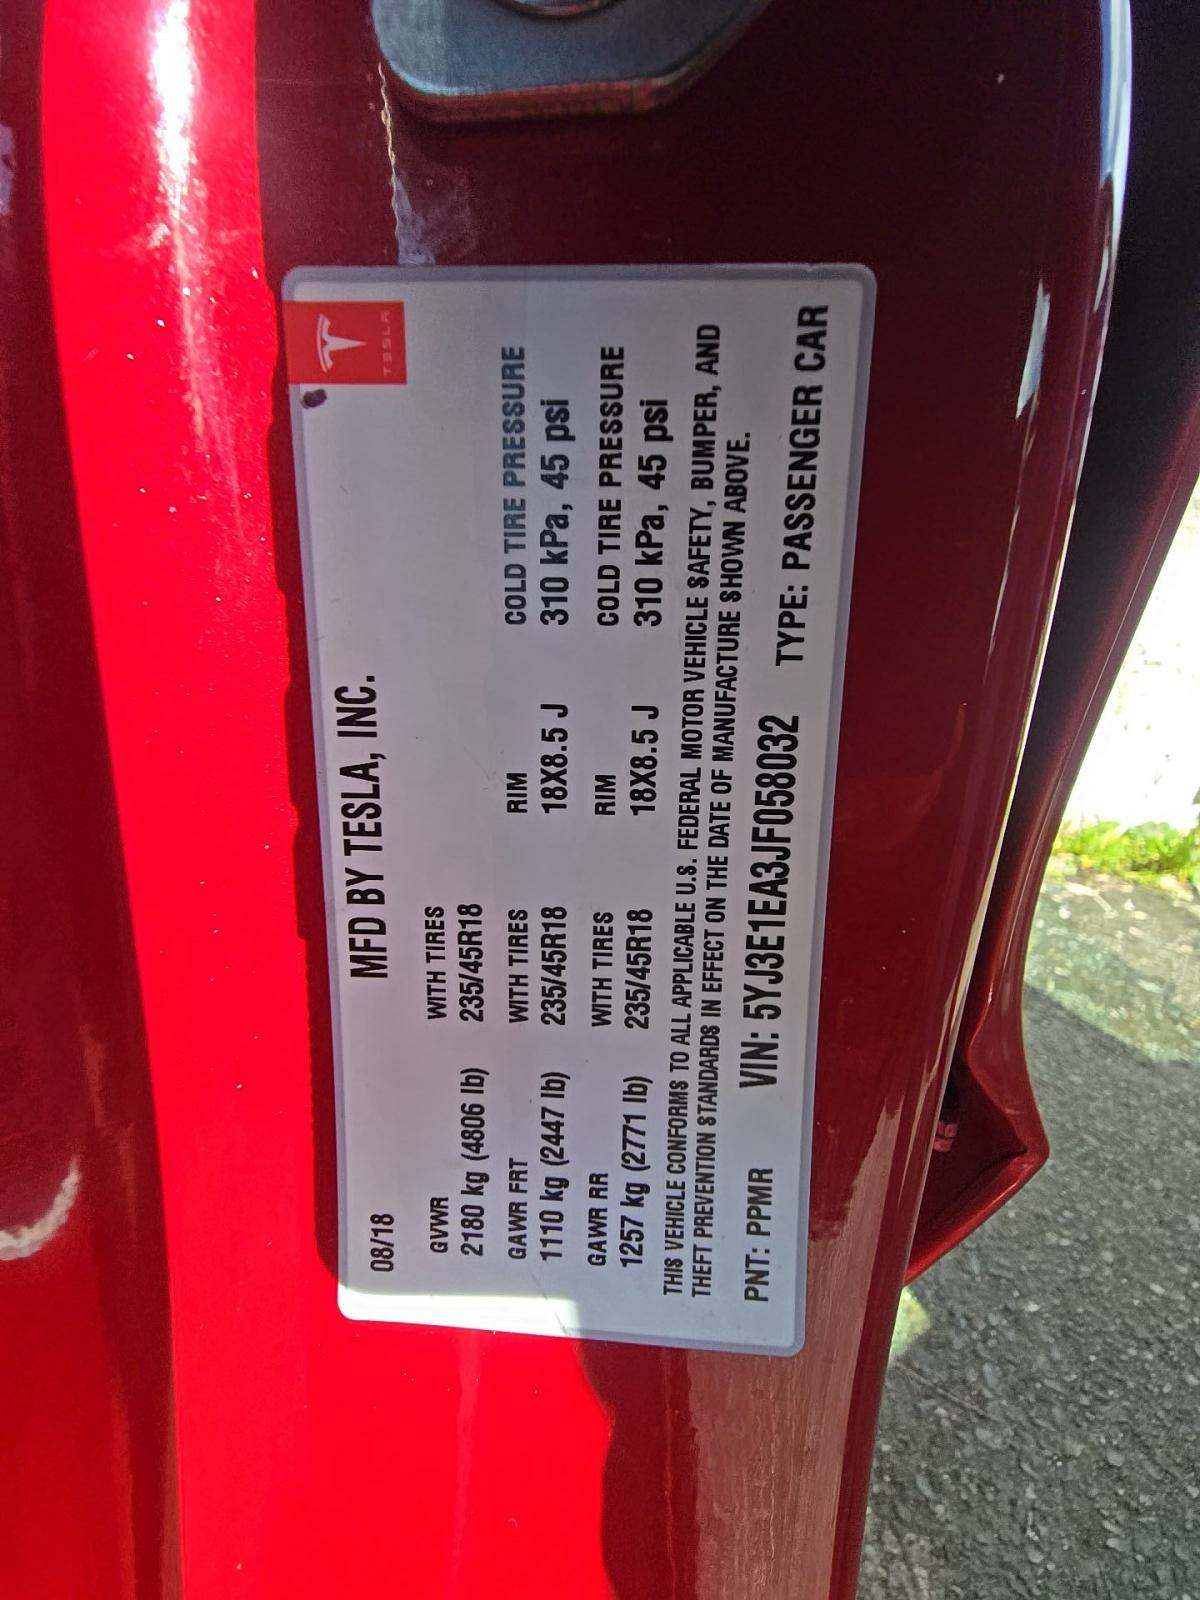 TESLA
08/18 MFD BY TESLA, INC.
GVWR WITH TIRES
2180 kg (4806 lb) 235/45R18
GAWR FRT WITH TIRES RIM COLD TIRE PRESSURE
1110 kg (2447 lb) 235/45R18 18X8.5 J 310 kPa, 45 psi
GAWR RR WITH TIRES RIM COLD TIRE PRESSURE
1257 kg (2771 lb) 235/45R18 18X8.5 J 310 kPa, 45 psi
THIS VEHICLE CONFORMS TO ALL APPLICABLE U.S. FEDERAL MOTOR VEHICLE SAFETY, BUMPER, AND
THEFT PREVENTION STANDARDS IN EFFECT ON THE DATE OF MANUFACTURE SHOWN ABOVE.
PNT: PPMR VIN: 5YJ3E1EA3JF058032 TYPE: PASSENGER CAR